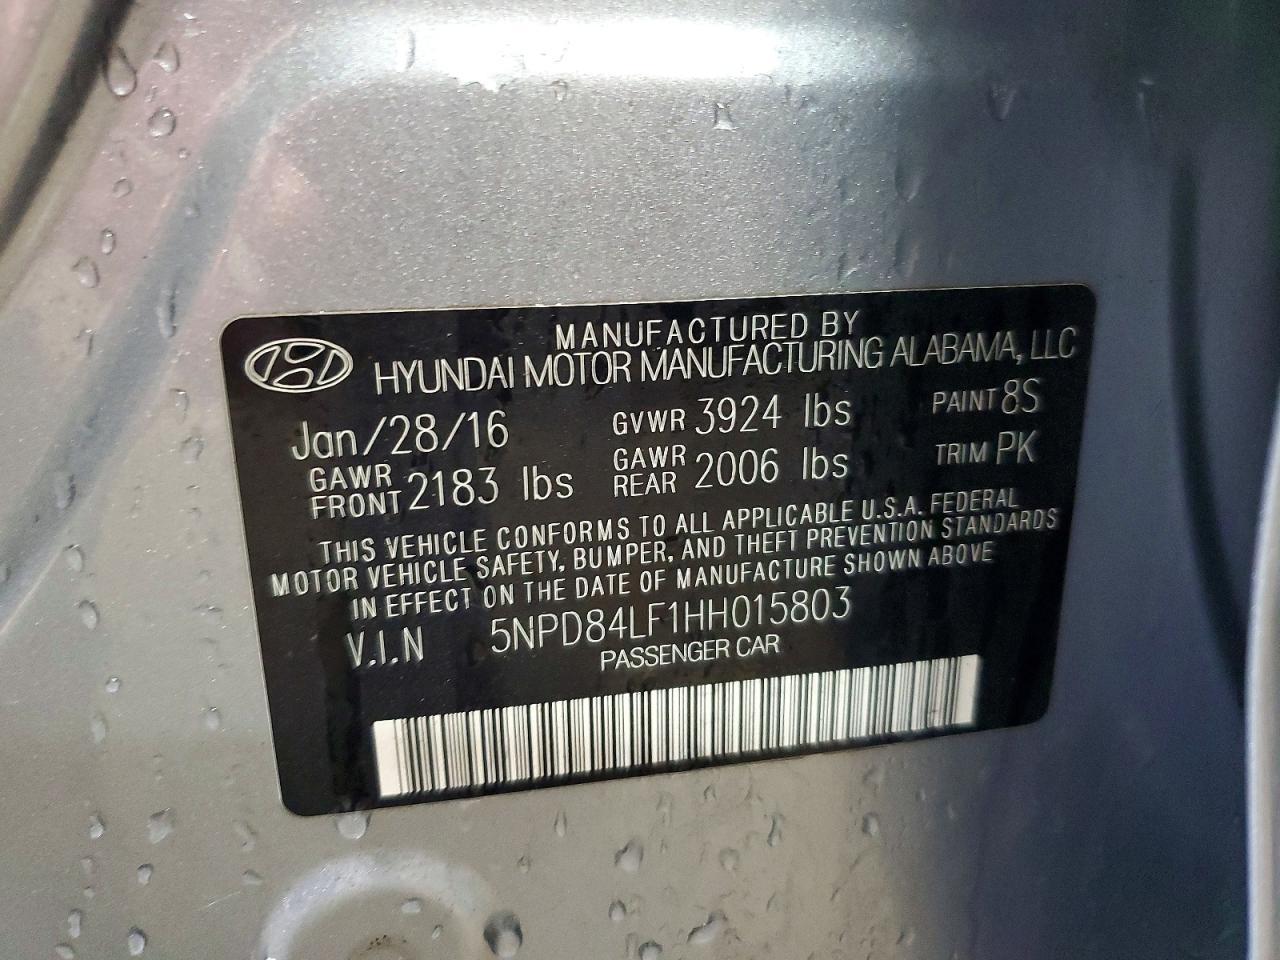 MANUFACTURED BY
HYUNDAI MOTOR MANUFACTURING ALABAMA, LLC
Jan/28/16 GVWR 3924 lbs PAINT 8S
GAWR FRONT 2183 lbs GAWR REAR 2006 lbs TRIM PK
THIS VEHICLE CONFORMS TO ALL APPLICABLE U.S.A. FEDERAL
MOTOR VEHICLE SAFETY, BUMPER, AND THEFT PREVENTION STANDARDS
IN EFFECT ON THE DATE OF MANUFACTURE SHOWN ABOVE
V.I.N 5NPD84LF1HH015803
PASSENGER CAR